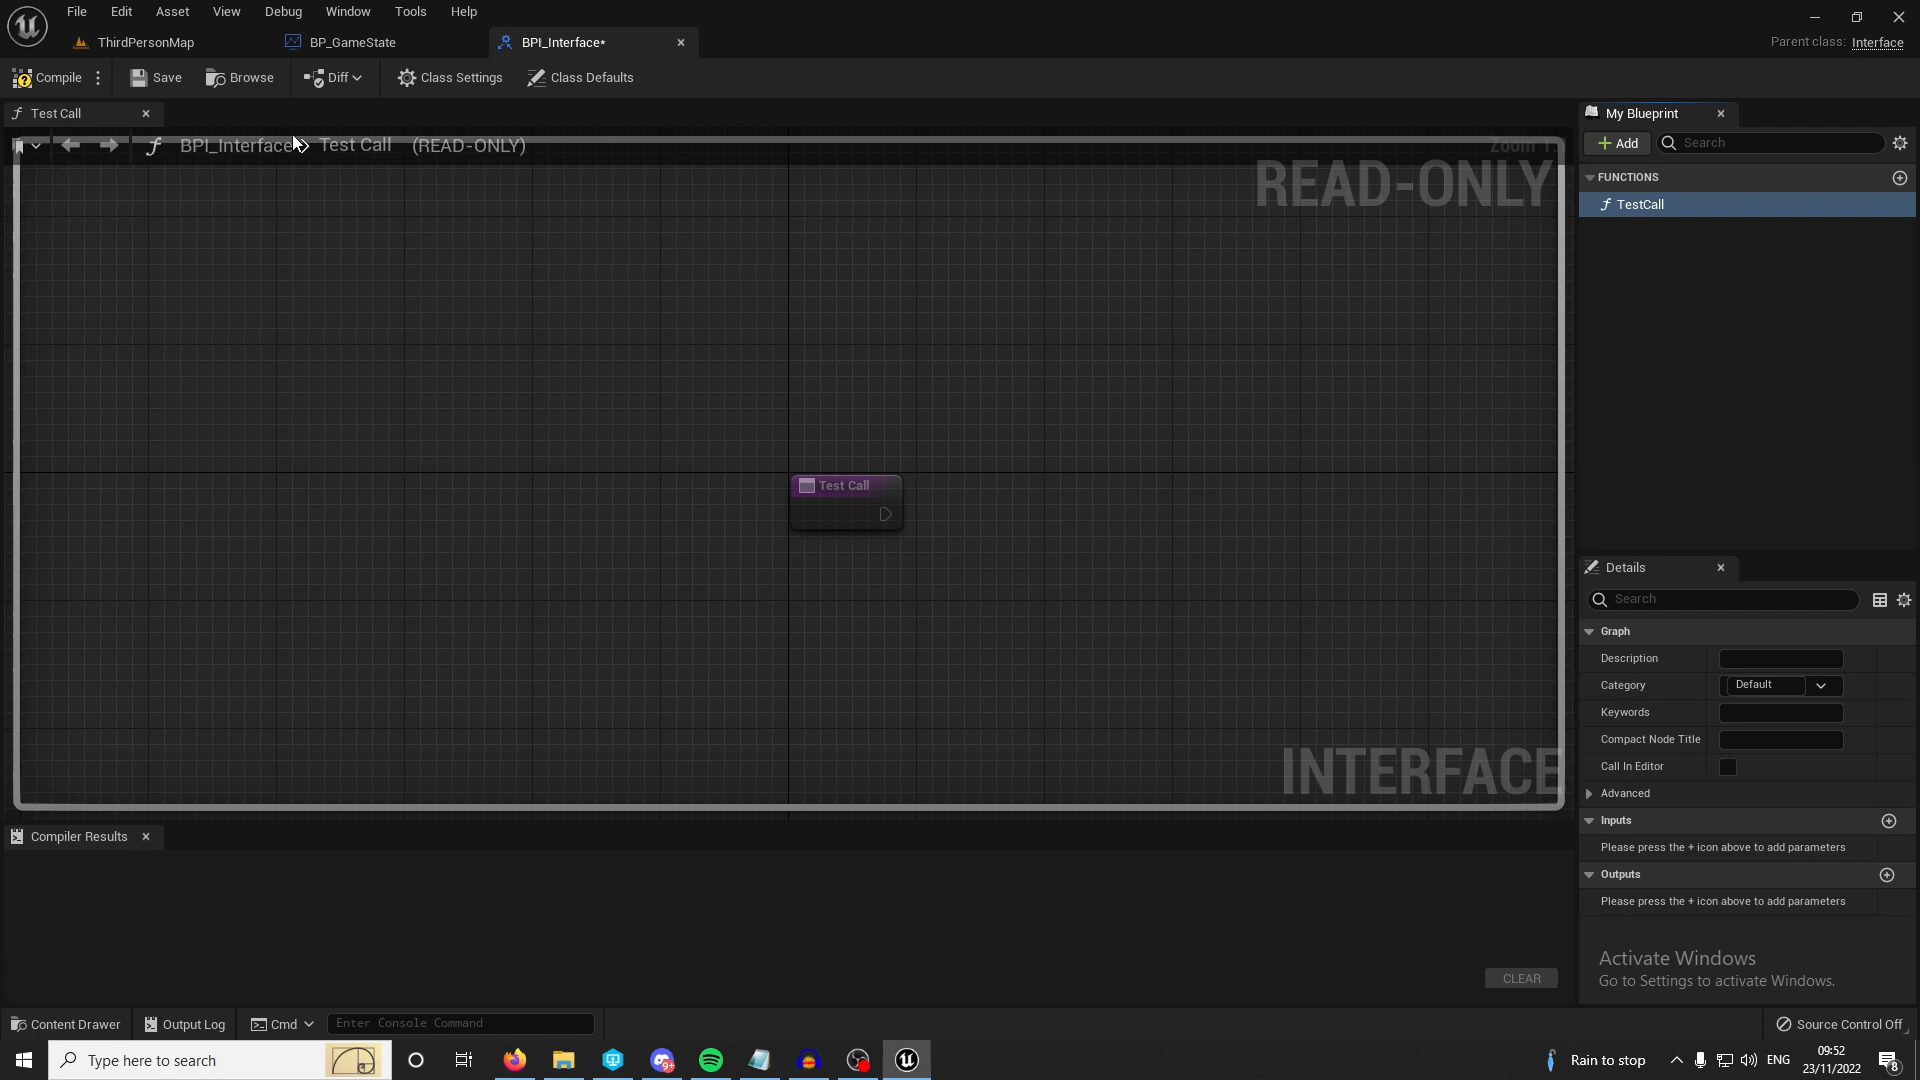 File Edit Asset View Debug Window Tools Help
ThirdPersonMap BP_GameState BPI_Interface*
Parent class: Interface
Compile Save Browse Diff Class Settings Class Defaults
Test Call
BPI_Interface Test Call (READ-ONLY)
READ-ONLY
Test Call
INTERFACE
Compiler Results
CLEAR
My Blueprint
Add Search
FUNCTIONS
TestCall
Details
Search
Graph
Description
Category Default
Keywords
Compact Node Title
Call In Editor
Advanced
Inputs
Please press the + icon above to add parameters
Outputs
Please press the + icon above to add parameters
Activate Windows
Go to Settings to activate Windows.
Content Drawer Output Log Cmd Enter Console Command Source Control Off
Type here to search 9+ Rain to stop ENG 09:52
23/11/2022 8